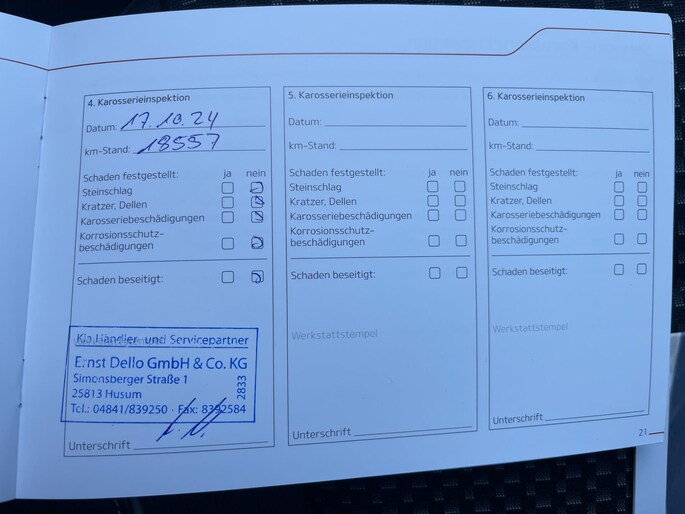 4. Karosserieinspektion
Datum: 17.10.24
km-Stand: 18557
Schaden festgestellt: ja nein
Steinschlag
Kratzer, Dellen
Karosseriebeschädigungen
Korrosionsschutz-
beschädigungen
Schaden beseitigt:
Kia Händler- und Servicepartner
Ernst Dello GmbH & Co. KG
Simonsberger Straße 1
25813 Husum
Tel.: 04841/839250 - Fax: 8392584
2833
Unterschrift
5. Karosserieinspektion
Datum:
km-Stand:
Schaden festgestellt: ja nein
Steinschlag
Kratzer, Dellen
Karosseriebeschädigungen
Korrosionsschutz-
beschädigungen
Schaden beseitigt:
Werkstattstempel
Unterschrift
6. Karosserieinspektion
Datum:
km-Stand:
Schaden festgestellt: ja nein
Steinschlag
Kratzer, Dellen
Karosseriebeschädigungen
Korrosionsschutz-
beschädigungen
Schaden beseitigt:
Werkstattstempel
Unterschrift
21